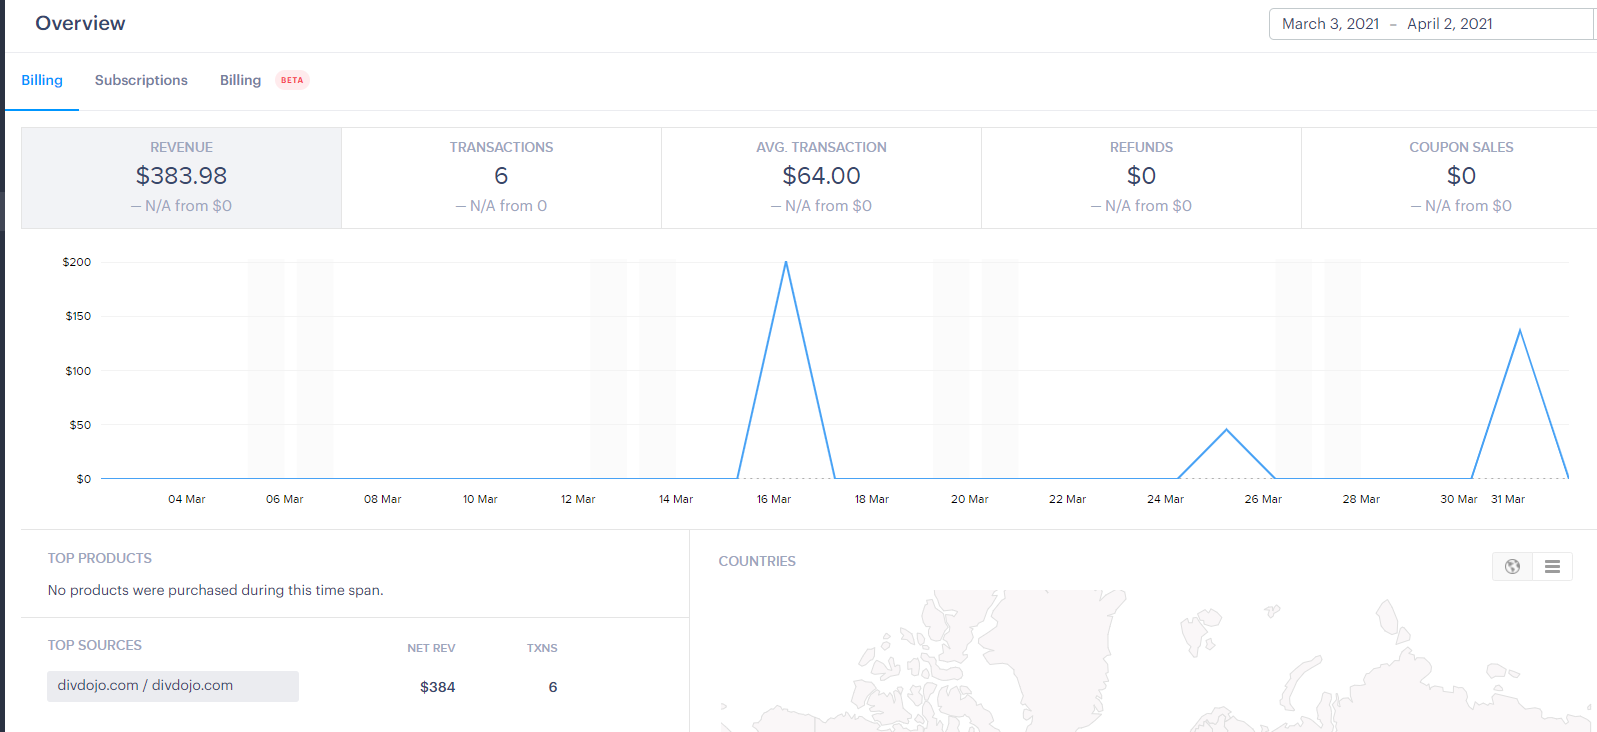 Overview
March 3, 2021 – April 2, 2021
Billing Subscriptions Billing BETA
REVENUE
$383.98
— N/A from $0
TRANSACTIONS
6
— N/A from 0
AVG. TRANSACTION
$64.00
— N/A from $0
REFUNDS
$0
— N/A from $0
COUPON SALES
$0
— N/A from $0
$200
$150
$100
$50
$0
04 Mar 06 Mar 08 Mar 10 Mar 12 Mar 14 Mar 16 Mar 18 Mar 20 Mar 22 Mar 24 Mar 26 Mar 28 Mar 30 Mar 31 Mar
TOP PRODUCTS
No products were purchased during this time span.
TOP SOURCES NET REV TXNS
divdojo.com / divdojo.com $384 6
COUNTRIES